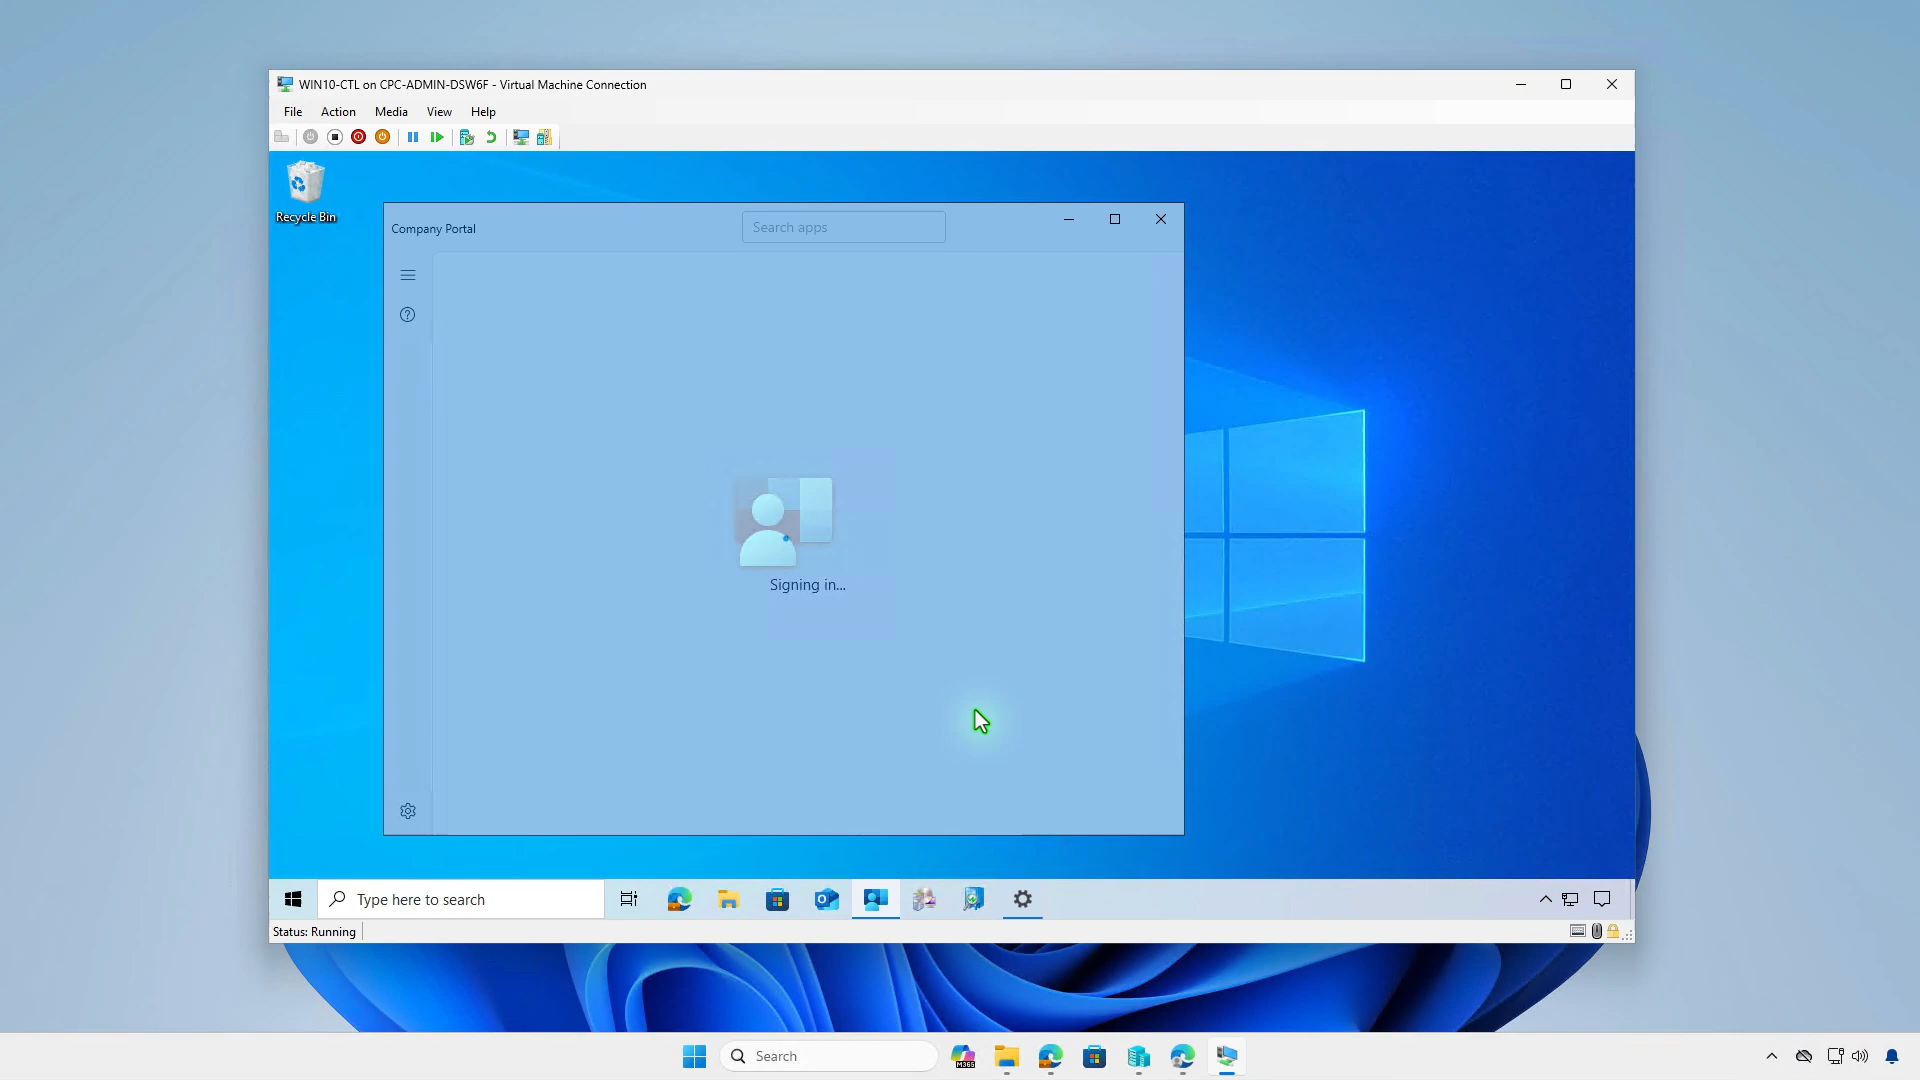 WIN10-CTL on CPC-ADMIN-DSW6F - Virtual Machine Connection
File Action Media View Help
Recycle Bin
Company Portal
Search apps
Signing in...
Type here to search
Status: Running
Search
M365